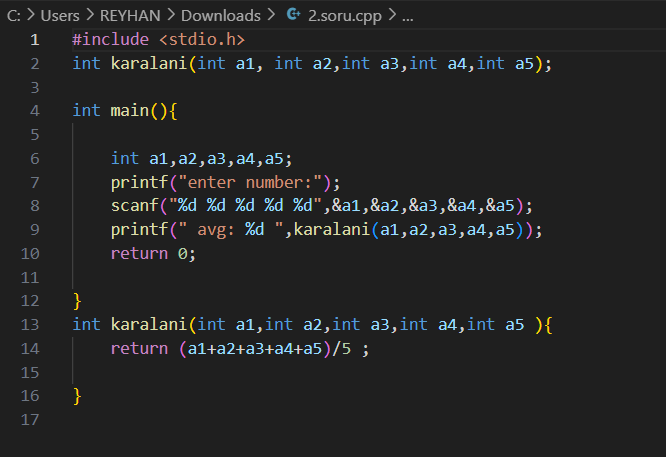 C: > Users > REYHAN > Downloads > 2.soru.cpp > ...
1 #include <stdio.h>
2 int karalani(int a1, int a2,int a3,int a4,int a5);
3
4 int main(){
5
6     int a1,a2,a3,a4,a5;
7     printf("enter number:");
8     scanf("%d %d %d %d %d",&a1,&a2,&a3,&a4,&a5);
9     printf(" avg: %d ",karalani(a1,a2,a3,a4,a5));
10     return 0;
11
12 }
13 int karalani(int a1,int a2,int a3,int a4,int a5 ){
14     return (a1+a2+a3+a4+a5)/5 ;
15
16 }
17